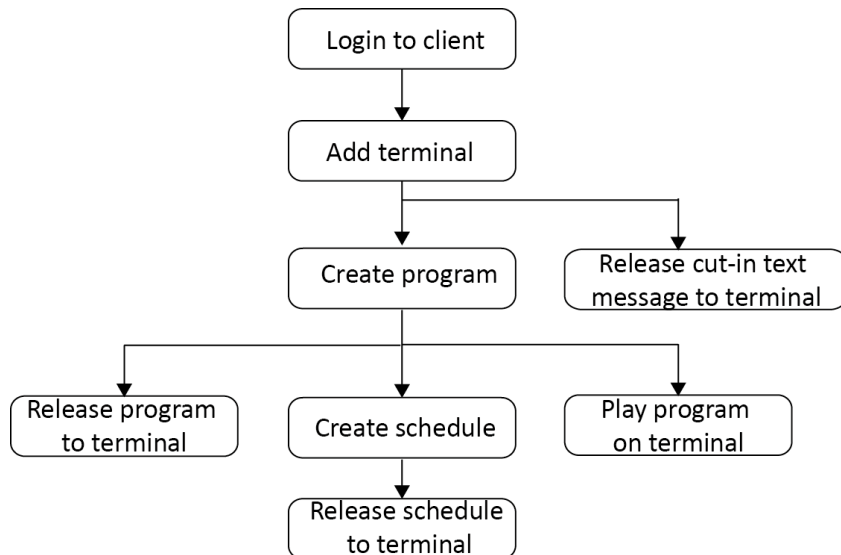 Login to client
Add terminal
Create program
Release cut-in text
message to terminal
Release program
to terminal
Create schedule
Play program
on terminal
Release schedule
to terminal